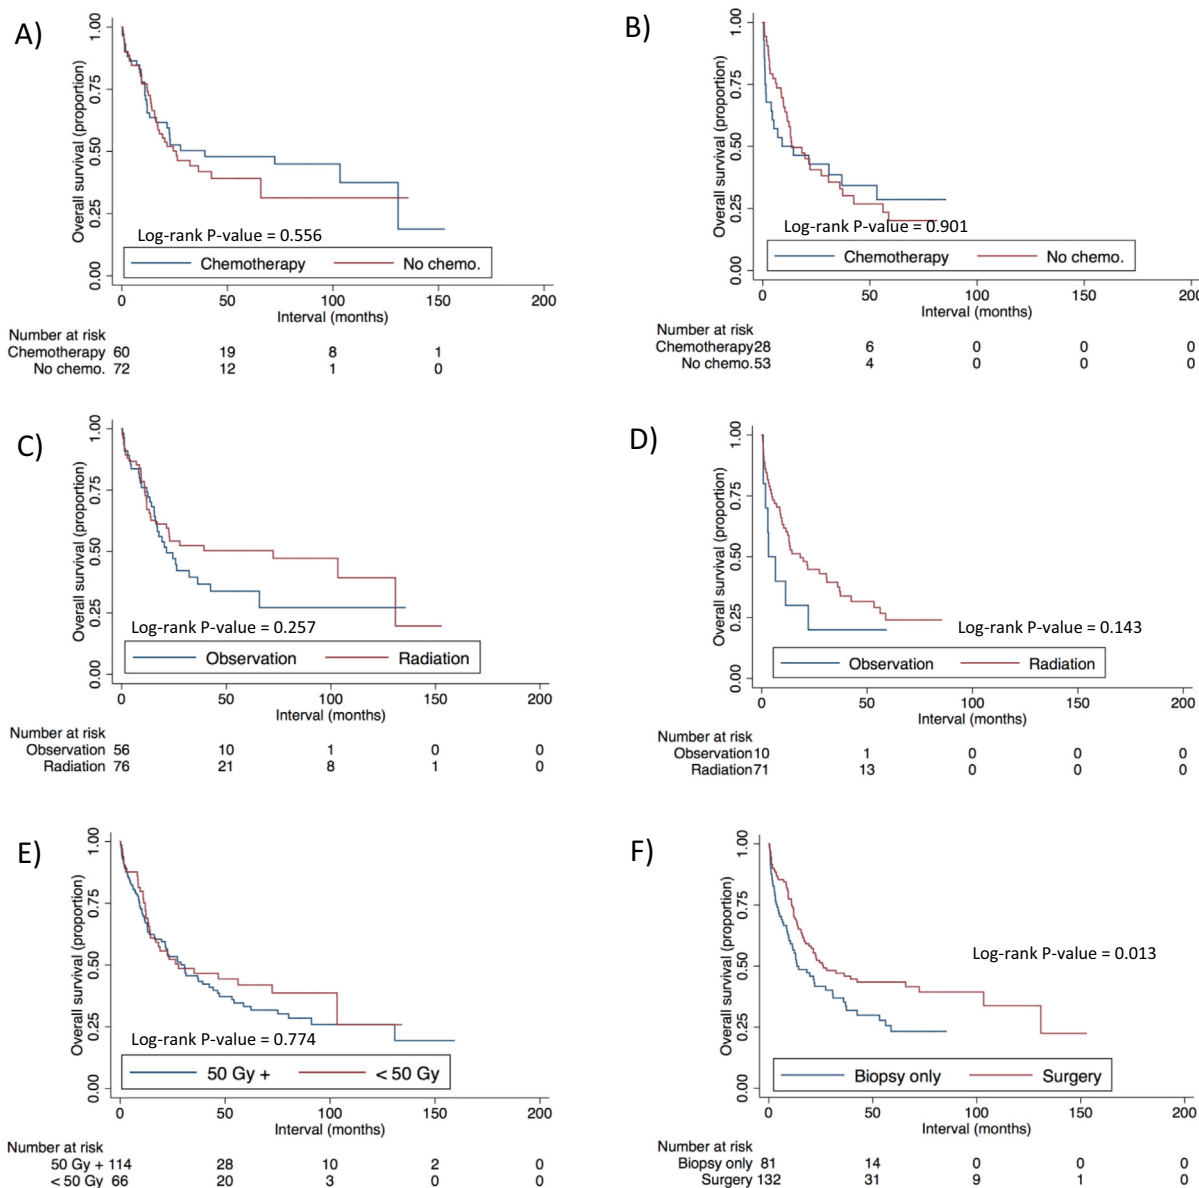 A)
Overall survival (proportion)
1.00
0.75
0.50
0.25
0.00
Log-rank P-value = 0.556
Chemotherapy No chemo.
0 50 100 150 200
Interval (months)
Number at risk
Chemotherapy 60 19 8 1
No chemo. 72 12 1 0
B)
Overall survival (proportion)
1.00
0.75
0.50
0.25
0.00
Log-rank P-value = 0.901
Chemotherapy No chemo.
0 50 100 150 200
Interval (months)
Number at risk
Chemotherapy 28 6 0 0 0
No chemo. 53 4 0 0 0
C)
Overall survival (proportion)
1.00
0.75
0.50
0.25
0.00
Log-rank P-value = 0.257
Observation Radiation
0 50 100 150 200
Interval (months)
Number at risk
Observation 56 10 1 0 0
Radiation 76 21 8 1 0
D)
Overall survival (proportion)
1.00
0.75
0.50
0.25
0.00
Log-rank P-value = 0.143
Observation Radiation
0 50 100 150 200
Interval (months)
Number at risk
Observation 10 1 0 0 0
Radiation 71 13 0 0 0
E)
Overall survival (proportion)
1.00
0.75
0.50
0.25
0.00
Log-rank P-value = 0.774
50 Gy + < 50 Gy
0 50 100 150 200
Interval (months)
Number at risk
50 Gy + 114 28 10 2 0
< 50 Gy 66 20 3 0 0
F)
Overall survival (proportion)
1.00
0.75
0.50
0.25
0.00
Log-rank P-value = 0.013
Biopsy only Surgery
0 50 100 150 200
Interval (months)
Number at risk
Biopsy only 81 14 0 0 0
Surgery 132 31 9 1 0